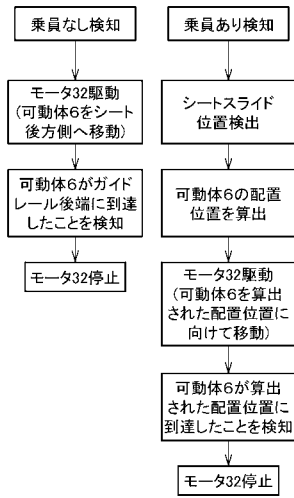 乗員なし検知
モータ32駆動
(可動体6をシート
後方側へ移動)
可動体6がガイド
レール後端に到達
したことを検知
モータ32停止
乗員あり検知
シートスライド
位置検出
可動体6の配置
位置を算出
モータ32駆動
(可動体6を算出
された配置位置に
向けて移動)
可動体6が算出
された配置位置に
到達したことを検知
モータ32停止